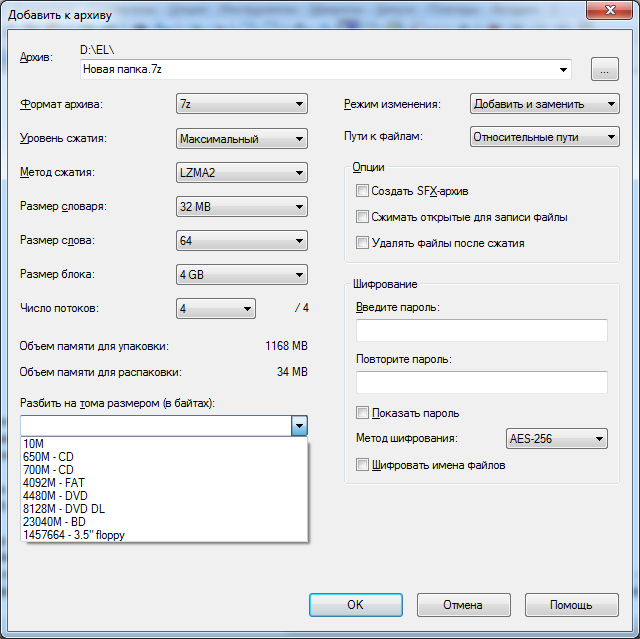 Добавить к архиву
Архив:
D:\EL\
Новая папка.7z
...
Формат архива:
7z
Уровень сжатия:
Максимальный
Метод сжатия:
LZMA2
Размер словаря:
32 MB
Размер слова:
64
Размер блока:
4 GB
Число потоков:
4
/ 4
Объем памяти для упаковки:
1168 MB
Объем памяти для распаковки:
34 MB
Разбить на тома размером (в байтах):
10M
650M - CD
700M - CD
4092M - FAT
4480M - DVD
8128M - DVD DL
23040M - BD
1457664 - 3.5" floppy
Режим изменения:
Добавить и заменить
Пути к файлам:
Относительные пути
Опции
Создать SFX-архив
Сжимать открытые для записи файлы
Удалять файлы после сжатия
Шифрование
Введите пароль:
Повторите пароль:
Показать пароль
Метод шифрования:
AES-256
Шифровать имена файлов
OK
Отмена
Помощь